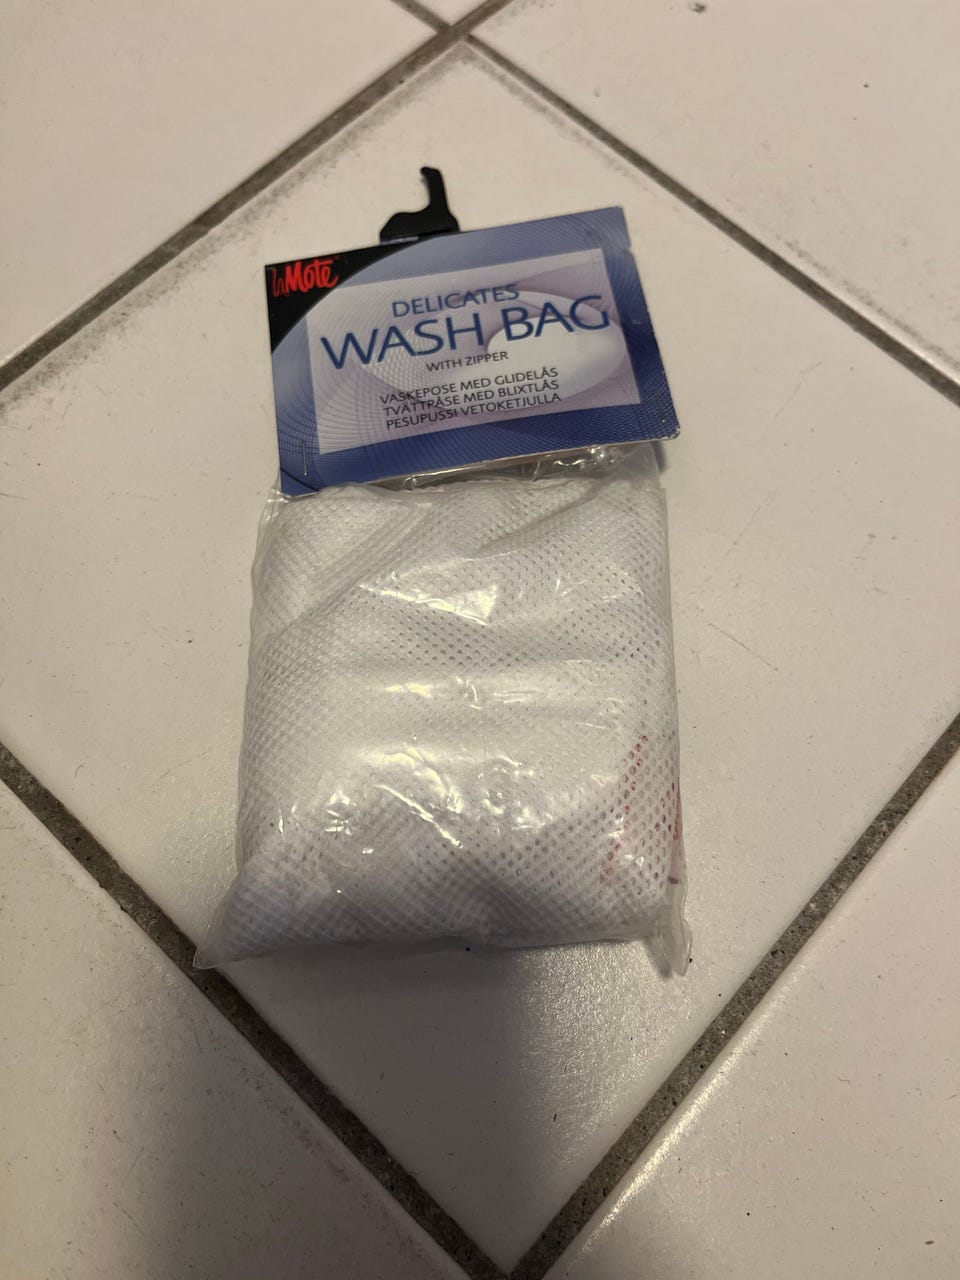 LaMote
DELICATES
WASH BAG
WITH ZIPPER
VASKEPOSE MED GLIDELÅS
TVÄTTPÅSE MED BLIXTLÅS
PESUPUSSI VETOKETJULLA